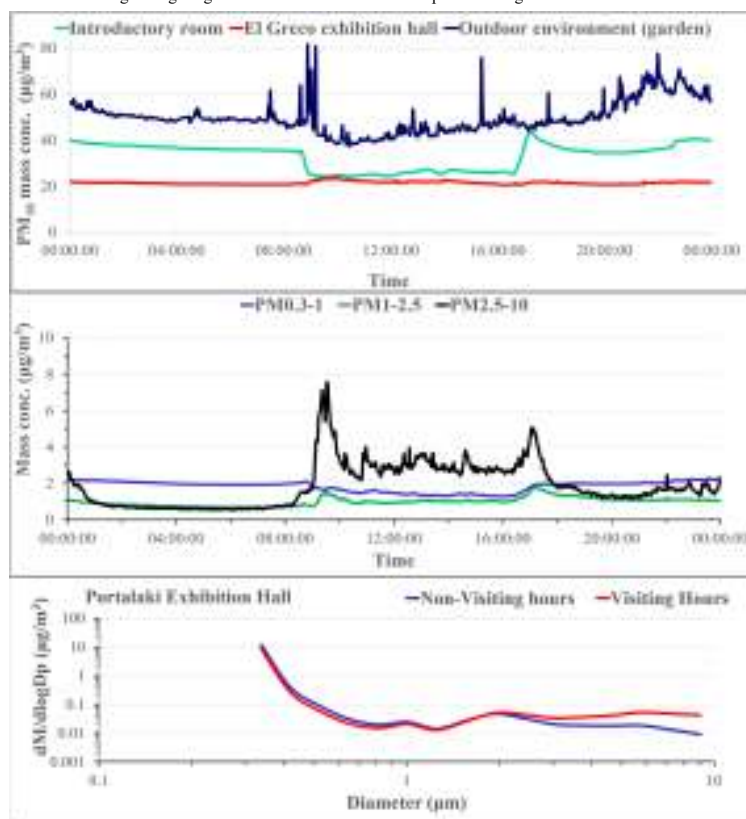 Introductory room El Greco exhibition hall Outdoor environment (garden)
PM₁₀ mass conc. (µg/m³)
80
60
40
20
0
00:00:00 04:00:00 08:00:00 12:00:00 16:00:00 20:00:00 00:00:00
Time
PM0.3-1 PM1-2.5 PM2.5-10
Mass conc. (µg/m³)
10
8
6
4
2
0
00:00:00 04:00:00 08:00:00 12:00:00 16:00:00 20:00:00 00:00:00
Time
Portalaki Exhibition Hall Non-Visiting hours Visiting Hours
dM/dlogDp (µg/m³)
100
10
1
0.1
0.01
0.001
0.1 1 10
Diameter (µm)